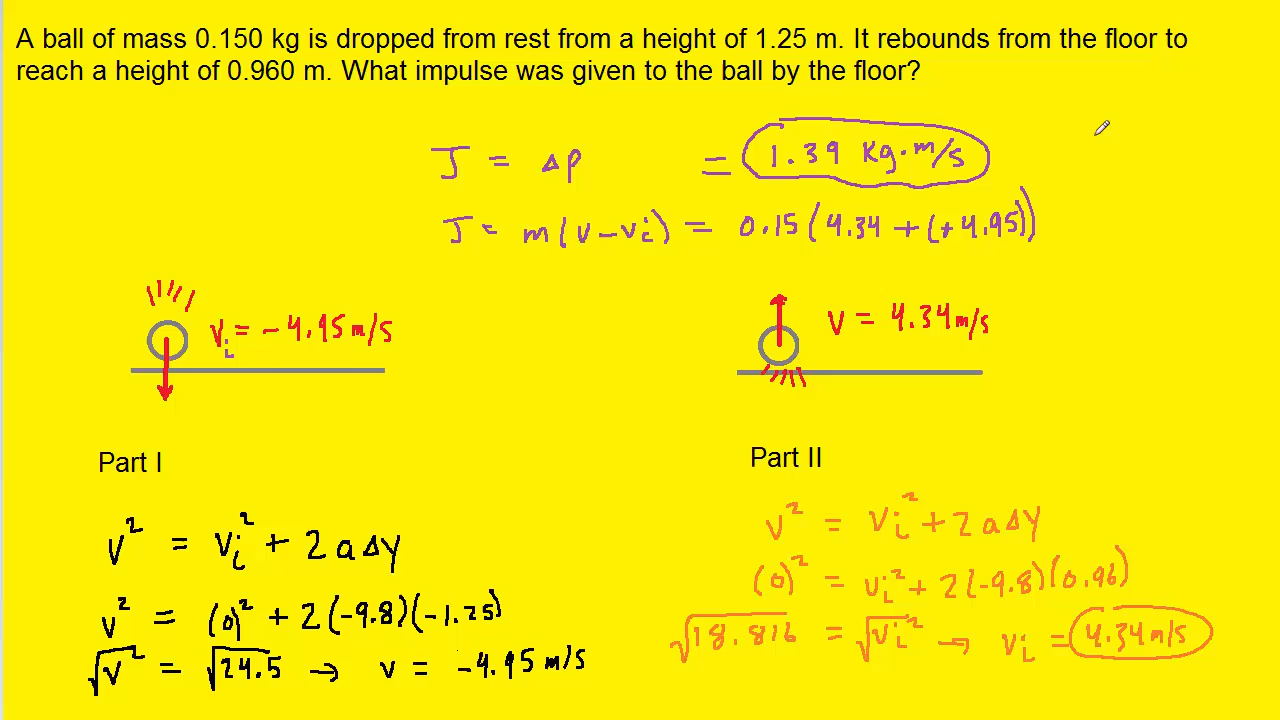 A ball of mass 0.150 kg is dropped from rest from a height of 1.25 m. It rebounds from the floor to
reach a height of 0.960 m. What impulse was given to the ball by the floor?
J = Δp = 1.39 kg·m/s
J = m(v-vi) = 0.15(4.34+(+4.95))
vi = -4.95 m/s
v = 4.34 m/s
Part I
Part II
v² = vi² + 2aΔy
v² = (0)² + 2(-9.8)(-1.25)
√v² = √24.5 → v = -4.95 m/s
v² = vi² + 2aΔy
(0)² = vi² + 2(-9.8)(0.96)
√18.816 = √vi² → vi = 4.34 m/s